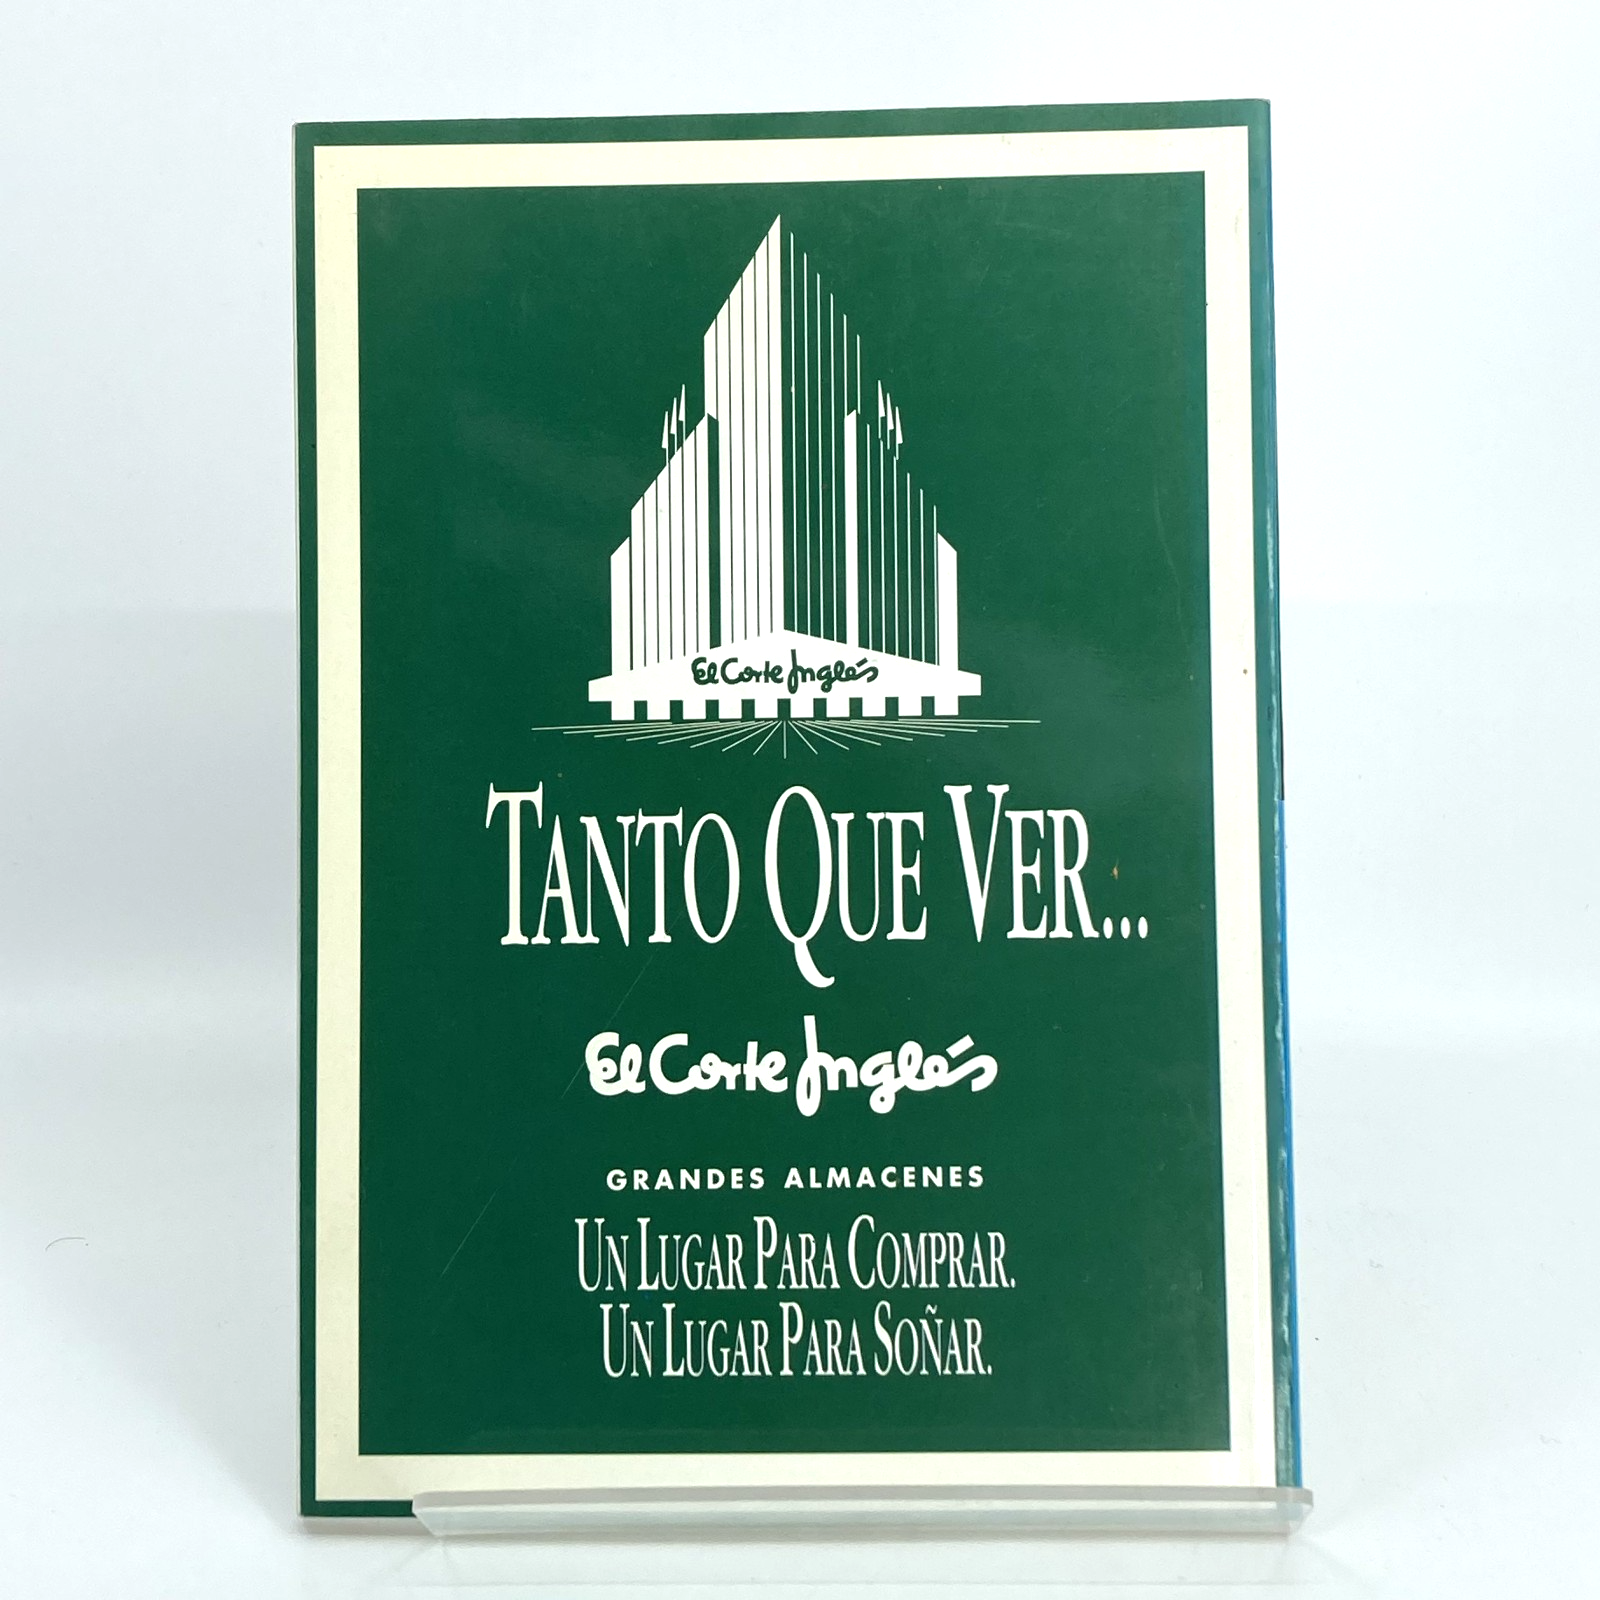 El Corte Inglés
TANTO QUE VER...
El Corte Inglés
GRANDES ALMACENES
UN LUGAR PARA COMPRAR.
UN LUGAR PARA SOÑAR.